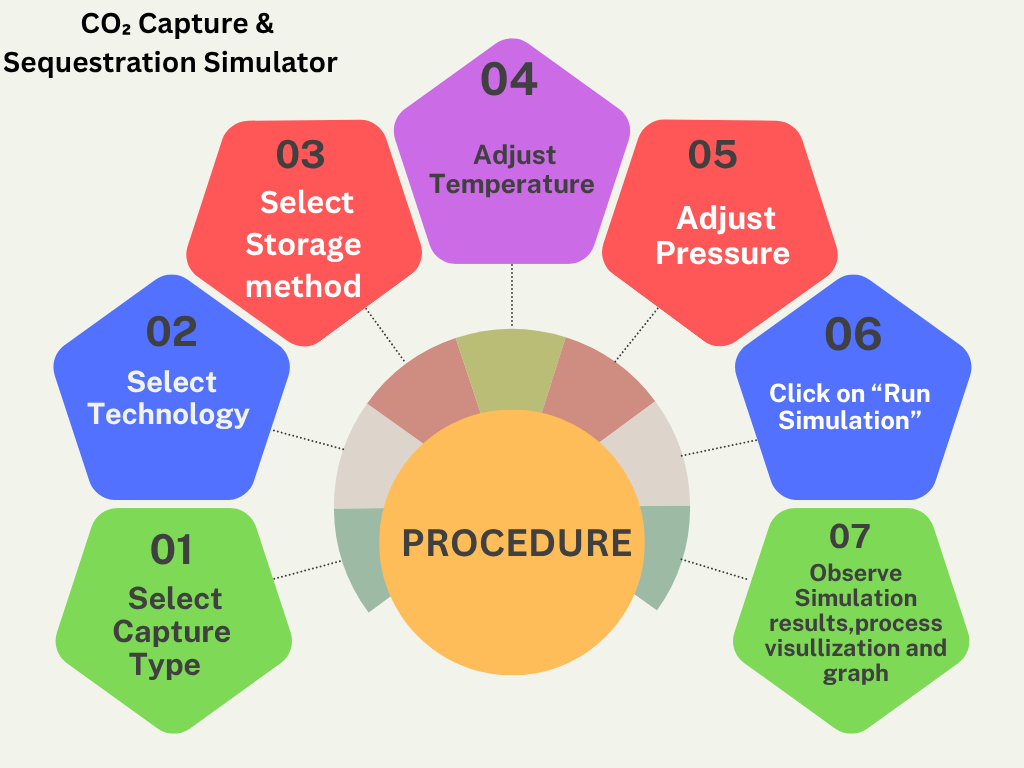 CO₂ Capture &
Sequestration Simulator
01
Select
Capture
Type
02
Select
Technology
03
Select
Storage
method
04
Adjust
Temperature
05
Adjust
Pressure
06
Click on “Run
Simulation”
07
Observe
Simulation
results,process
visullization and
graph
PROCEDURE